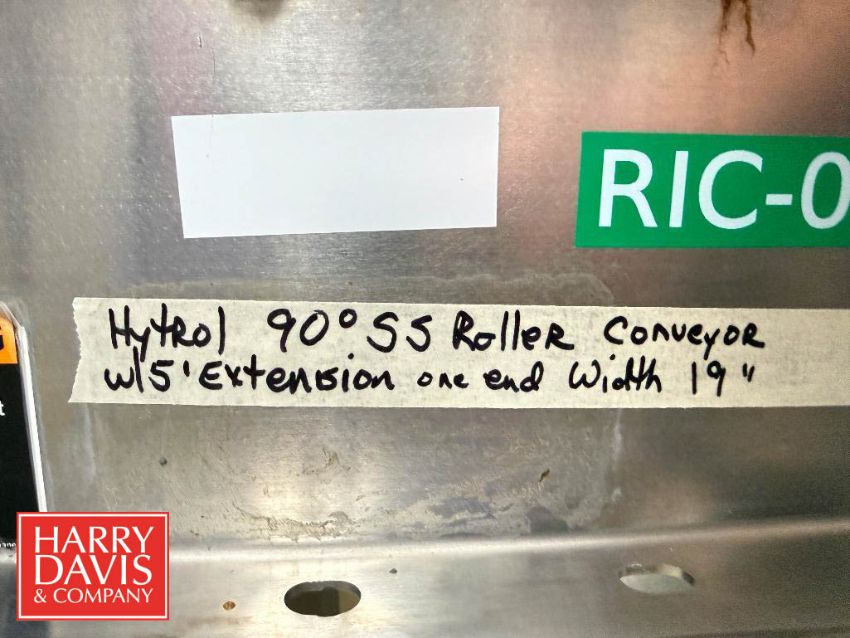 RIC-0
Hytrol 90° SS Roller Conveyor
w/5' Extension one end Width 19"
HARRY
DAVIS
& COMPANY